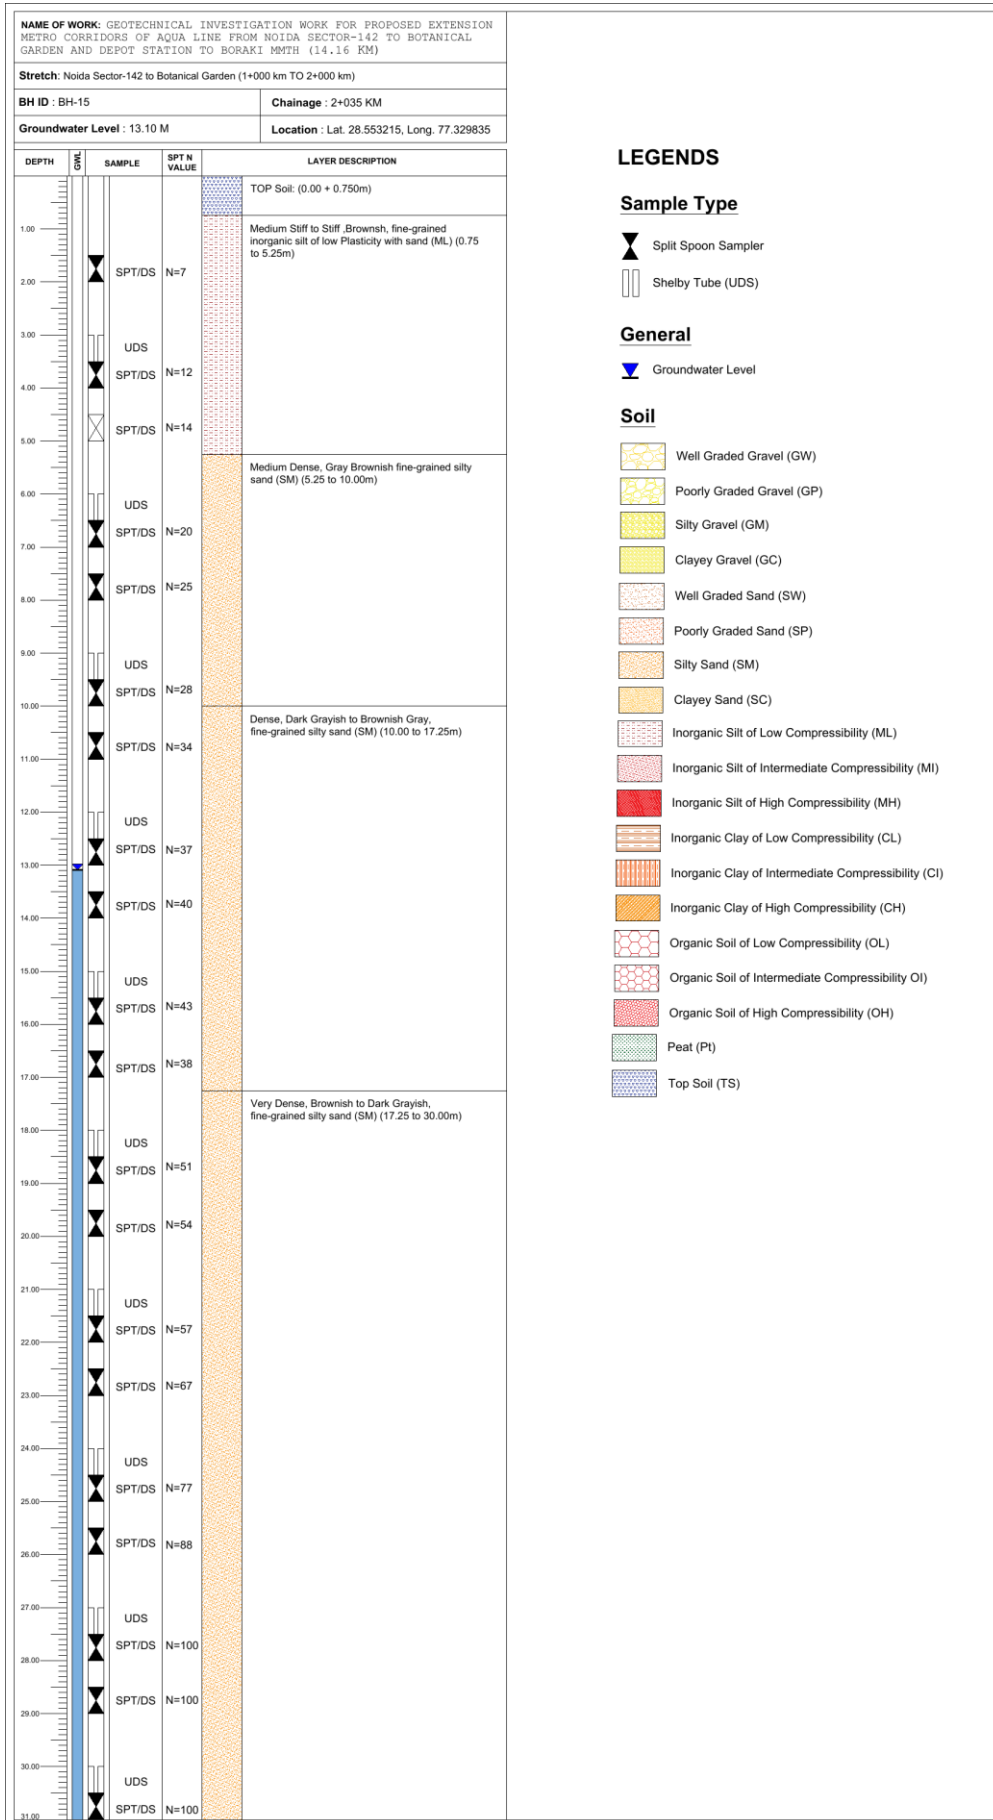 NAME OF WORK: GEOTECHNICAL INVESTIGATION WORK FOR PROPOSED EXTENSION
METRO CORRIDORS OF AQUA LINE FROM NOIDA SECTOR-142 TO BOTANICAL
GARDEN AND DEPOT STATION TO BORAKI MMTH (14.16 KM)
Stretch: Noida Sector-142 to Botanical Garden (1+000 km TO 2+000 km)
BH ID : BH-15
Chainage : 2+035 KM
Groundwater Level : 13.10 M
Location : Lat. 28.553215, Long. 77.329835
DEPTH
GWL
SAMPLE
SPT N
VALUE
LAYER DESCRIPTION
TOP Soil: (0.00 + 0.750m)
1.00
Medium Stiff to Stiff ,Brownsh, fine-grained
inorganic silt of low Plasticity with sand (ML) (0.75
to 5.25m)
SPT/DS N=7
2.00
3.00
UDS
SPT/DS N=12
4.00
SPT/DS N=14
5.00
Medium Dense, Gray Brownish fine-grained silty
sand (SM) (5.25 to 10.00m)
6.00
UDS
SPT/DS N=20
7.00
SPT/DS N=25
8.00
9.00
UDS
SPT/DS N=28
10.00
Dense, Dark Grayish to Brownish Gray,
fine-grained silty sand (SM) (10.00 to 17.25m)
SPT/DS N=34
11.00
12.00
UDS
SPT/DS N=37
13.00
SPT/DS N=40
14.00
15.00
UDS
SPT/DS N=43
16.00
SPT/DS N=38
17.00
Very Dense, Brownish to Dark Grayish,
fine-grained silty sand (SM) (17.25 to 30.00m)
18.00
UDS
SPT/DS N=51
19.00
SPT/DS N=54
20.00
21.00
UDS
SPT/DS N=57
22.00
SPT/DS N=67
23.00
24.00
UDS
SPT/DS N=77
25.00
SPT/DS N=88
26.00
27.00
UDS
SPT/DS N=100
28.00
SPT/DS N=100
29.00
30.00
UDS
SPT/DS N=100
31.00
LEGENDS
Sample Type
Split Spoon Sampler
Shelby Tube (UDS)
General
Groundwater Level
Soil
Well Graded Gravel (GW)
Poorly Graded Gravel (GP)
Silty Gravel (GM)
Clayey Gravel (GC)
Well Graded Sand (SW)
Poorly Graded Sand (SP)
Silty Sand (SM)
Clayey Sand (SC)
Inorganic Silt of Low Compressibility (ML)
Inorganic Silt of Intermediate Compressibility (MI)
Inorganic Silt of High Compressibility (MH)
Inorganic Clay of Low Compressibility (CL)
Inorganic Clay of Intermediate Compressibility (CI)
Inorganic Clay of High Compressibility (CH)
Organic Soil of Low Compressibility (OL)
Organic Soil of Intermediate Compressibility OI)
Organic Soil of High Compressibility (OH)
Peat (Pt)
Top Soil (TS)